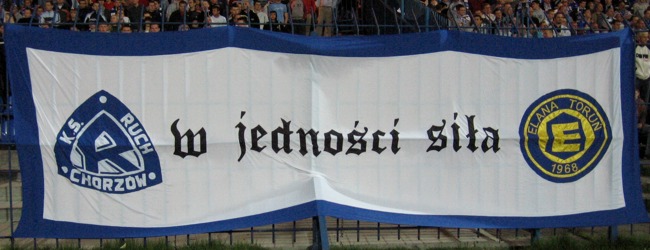 K.S. RUCH
CHORZÓW
w jedności siła
ELANA TORUŃ
E
1968